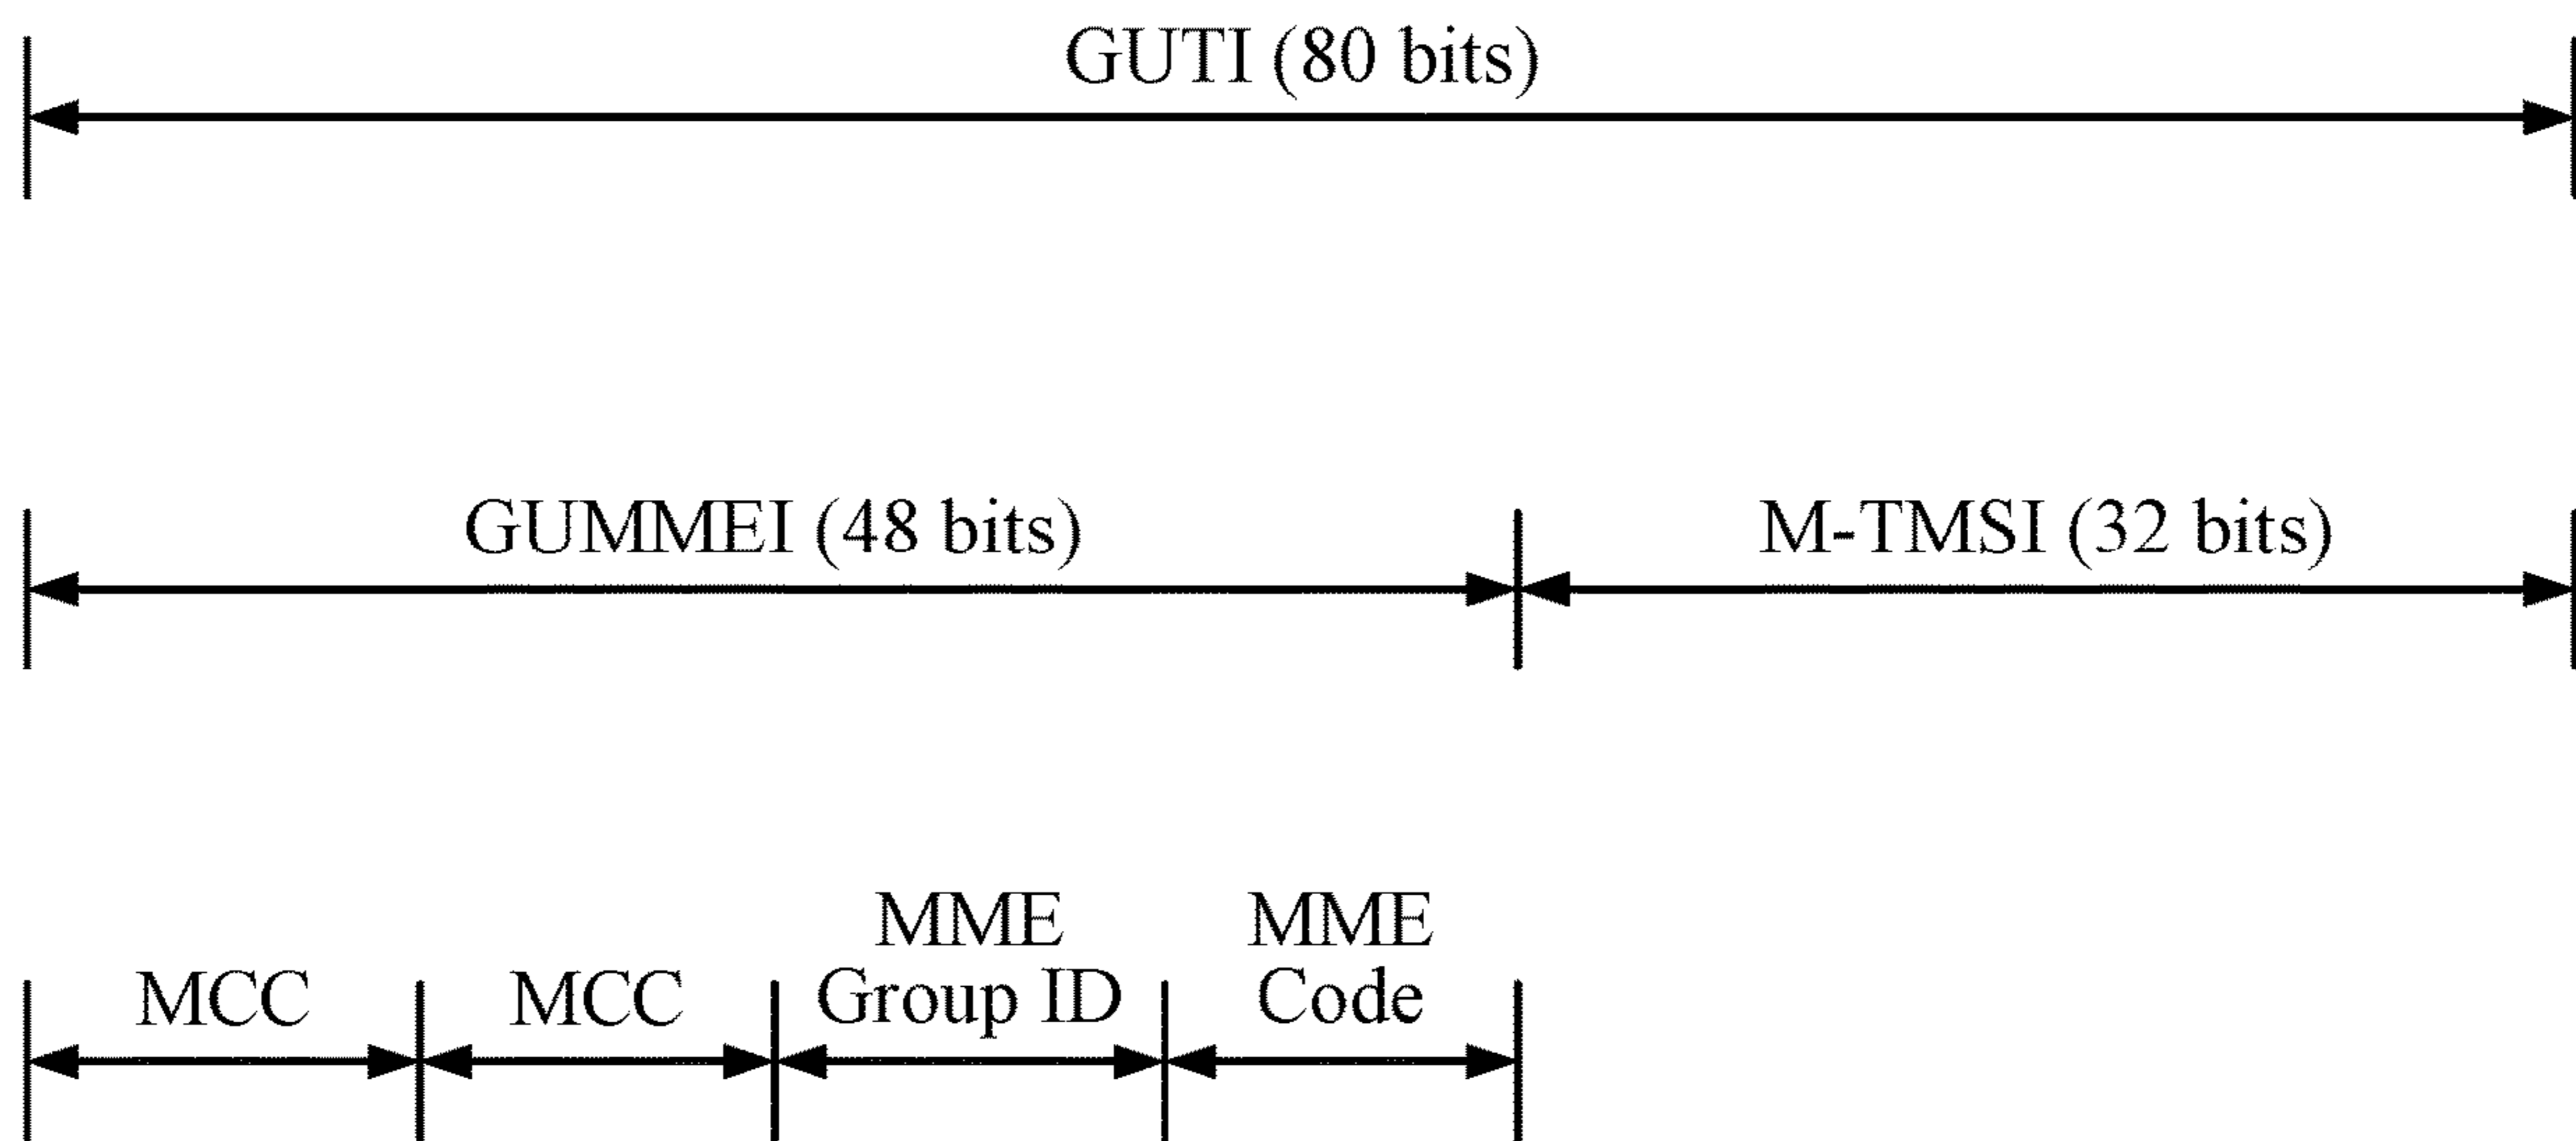 GUTI (80 bits)
GUMMEI (48 bits)
M-TMSI (32 bits)
MCC
MCC
MME
Group ID
MME
Code